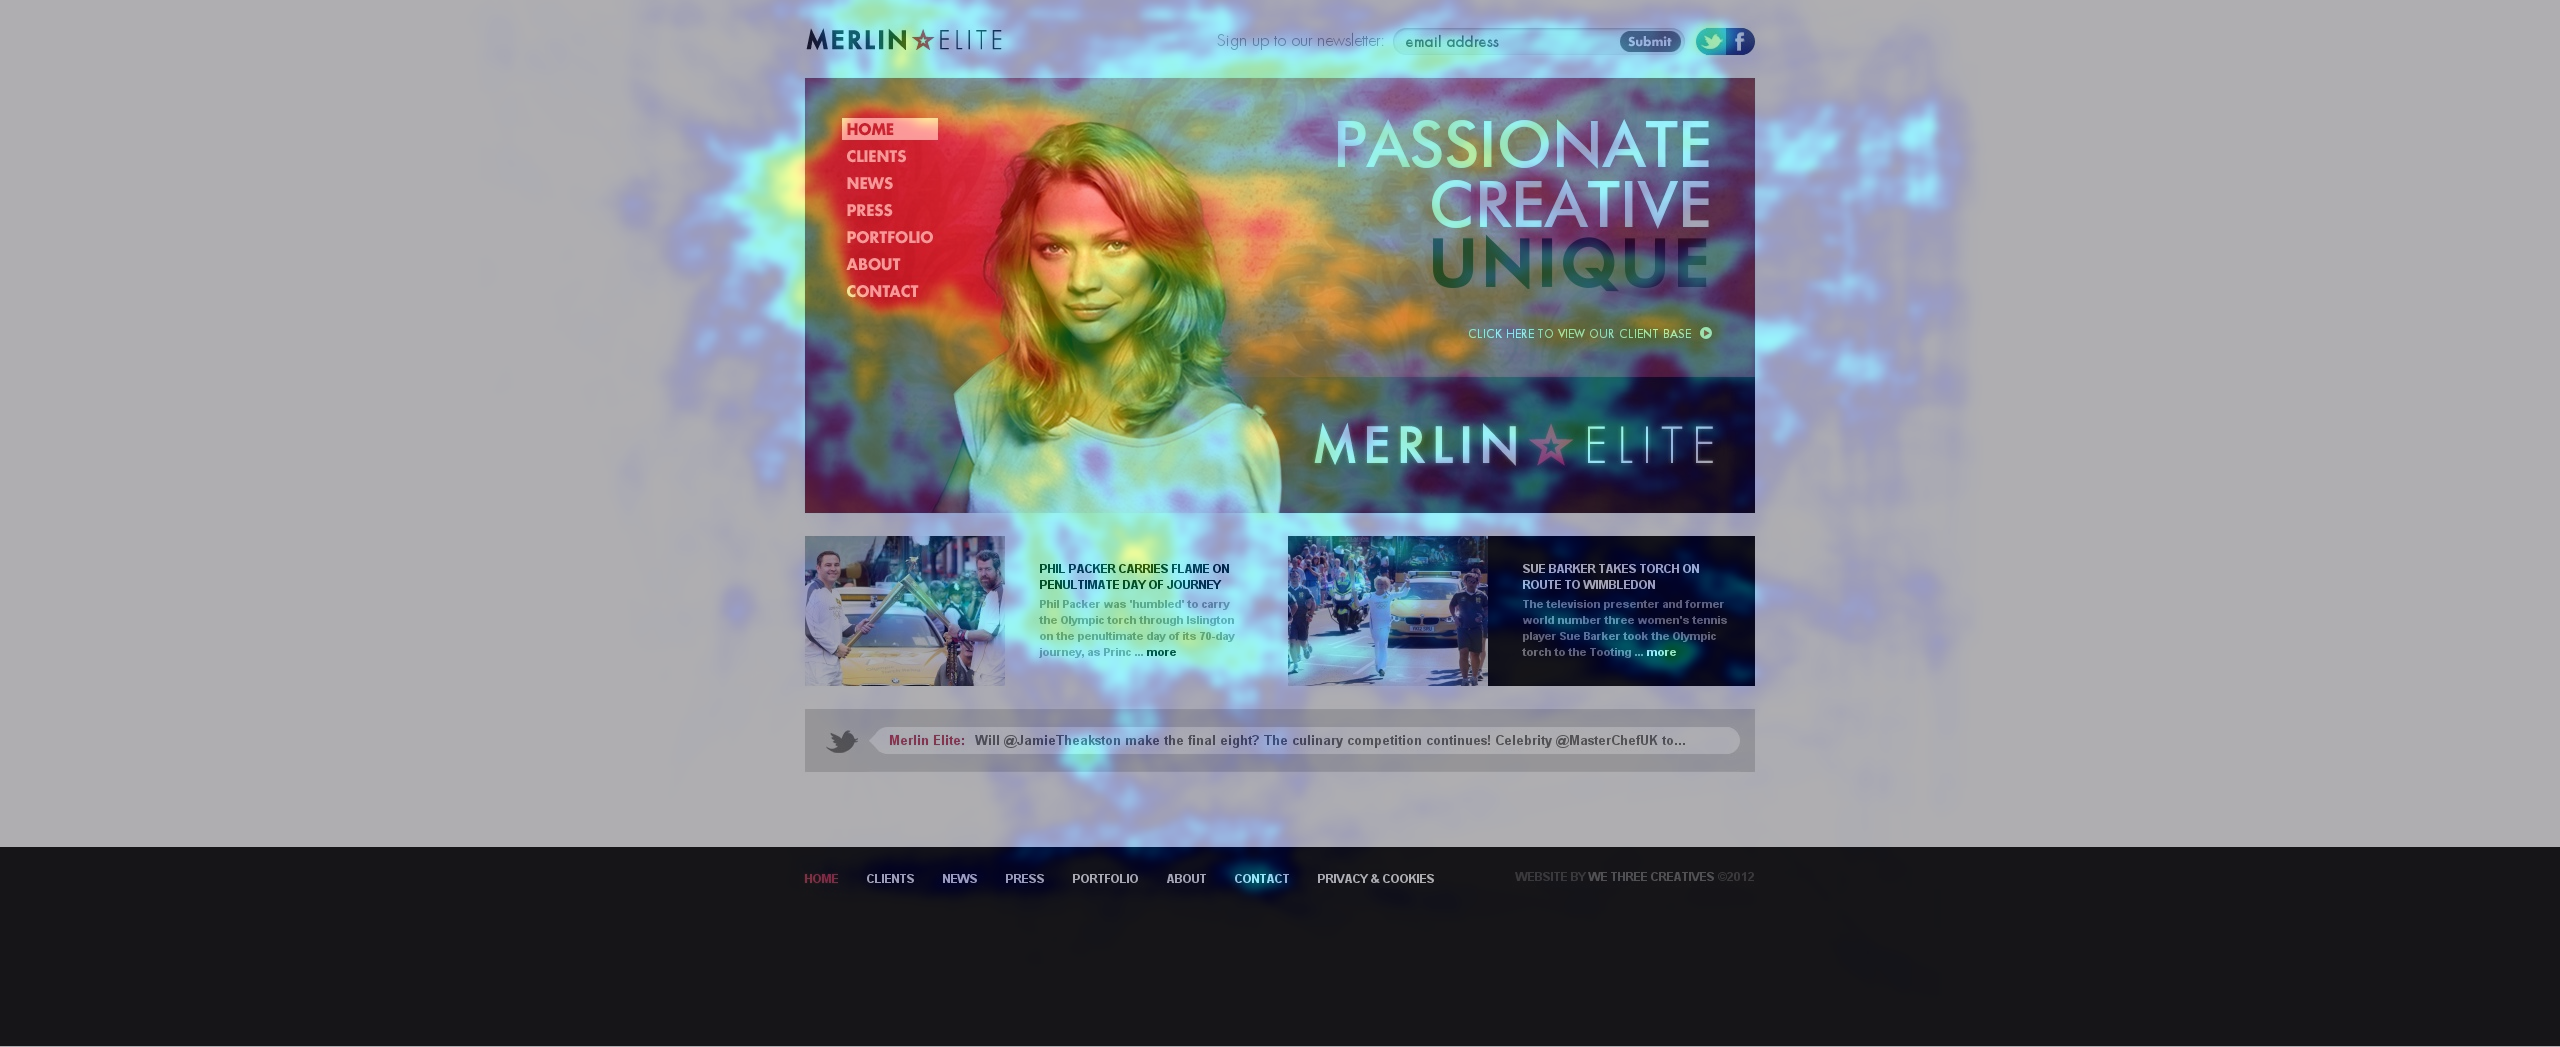 MERLIN ELITE
Sign up to our newsletter: email address Submit
HOME
CLIENTS
NEWS
PRESS
PORTFOLIO
ABOUT
CONTACT
PASSIONATE
CREATIVE
UNIQUE
CLICK HERE TO VIEW OUR CLIENT BASE
MERLIN ELITE
PHIL PACKER CARRIES FLAME ON
PENULTIMATE DAY OF JOURNEY
Phil Packer was 'humbled' to carry
the Olympic torch through Islington
on the penultimate day of its 70-day
journey, as Princ ... more
SUE BARKER TAKES TORCH ON
ROUTE TO WIMBLEDON
The television presenter and former
world number three women's tennis
player Sue Barker took the Olympic
torch to the Tooting ... more
Merlin Elite: Will @JamieTheakston make the final eight? The culinary competition continues! Celebrity @MasterChefUK to...
HOME CLIENTS NEWS PRESS PORTFOLIO ABOUT CONTACT PRIVACY & COOKIES WEBSITE BY WE THREE CREATIVES ©2012